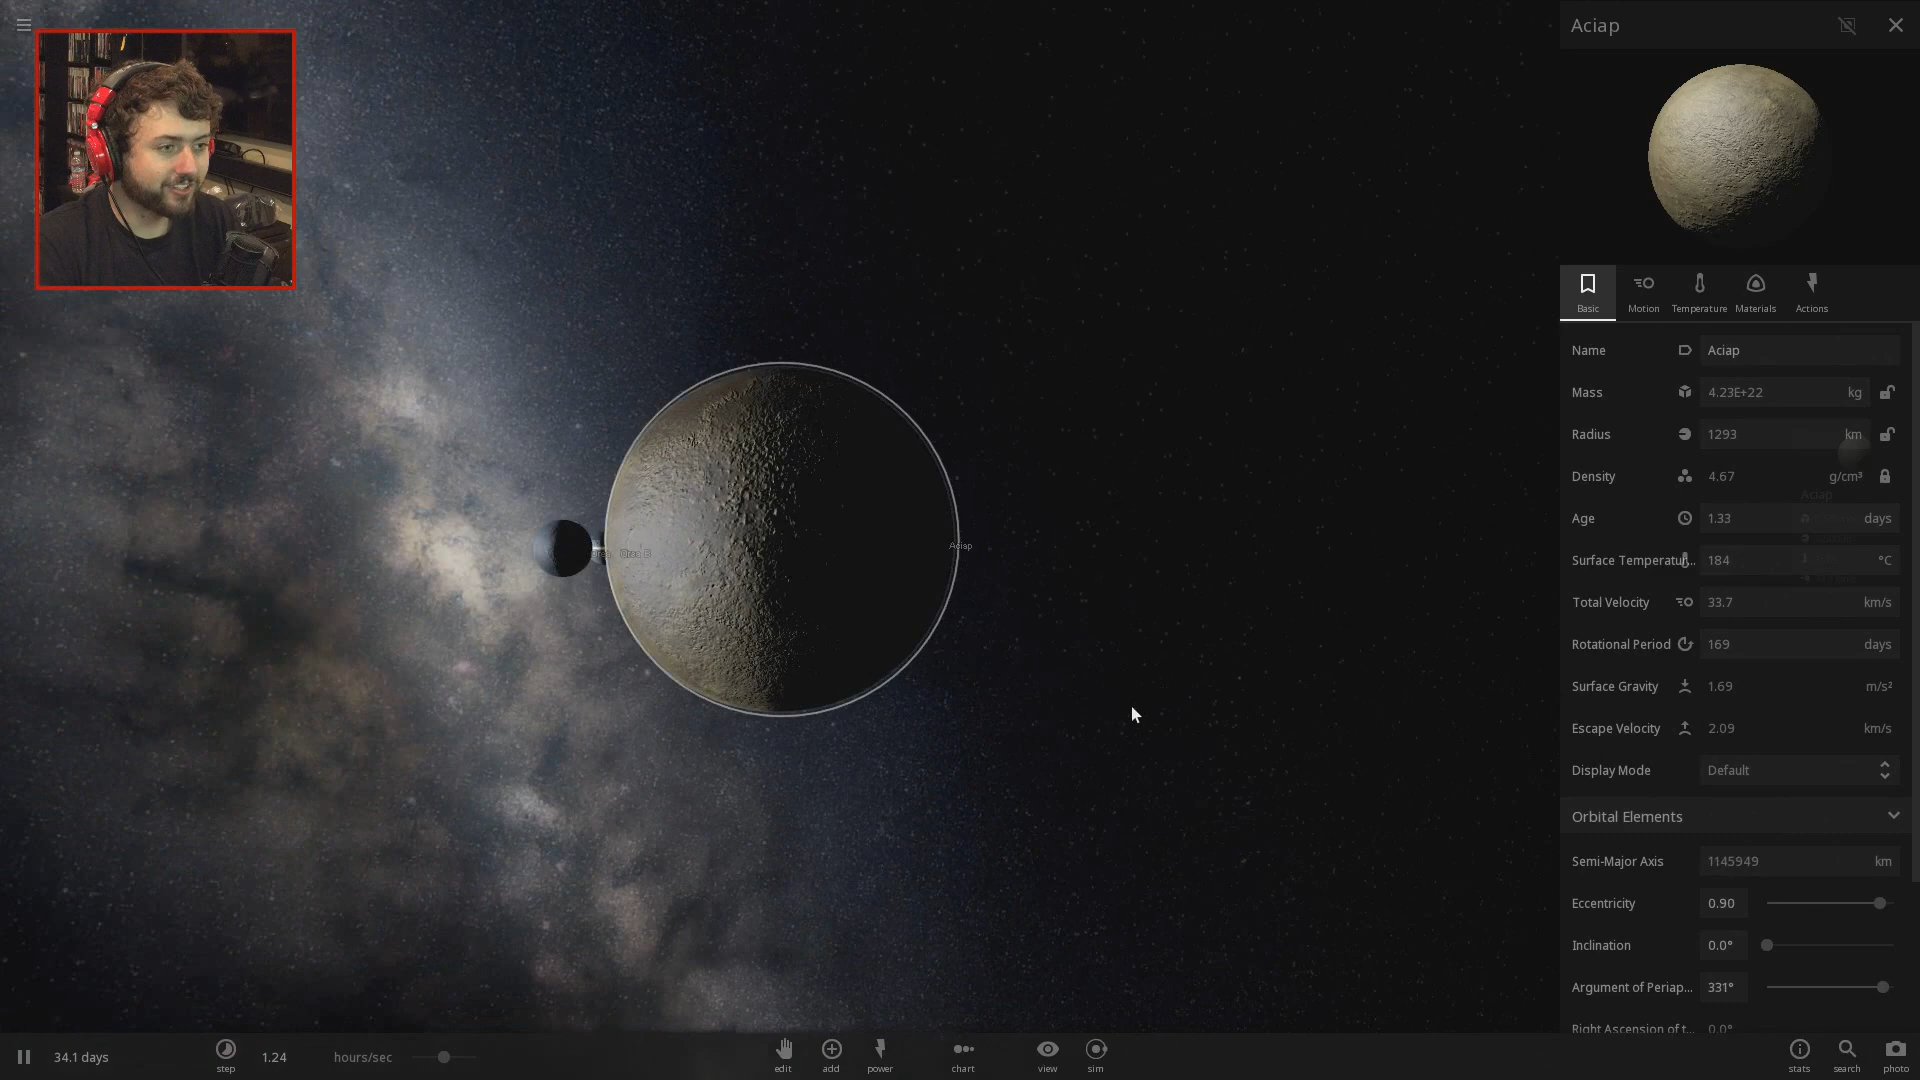 Aciap
Basic
Motion
Temperature
Materials
Actions
Name
Aciap
Mass
4.23E+22
kg
Radius
1293
km
Density
4.67
g/cm³
Age
1.33
days
Surface Temperatur...
184
°C
Total Velocity
33.7
km/s
Rotational Period
169
days
Surface Gravity
1.69
m/s²
Escape Velocity
2.09
km/s
Display Mode
Default
Orbital Elements
Semi-Major Axis
1145949
km
Eccentricity
0.90
Inclination
0.0°
Argument of Periap...
331°
Right Ascension of t...
0.0°
Aciap
Aciap
34.1 days
step
1.24
hours/sec
edit
add
power
chart
view
sim
stats
search
photo